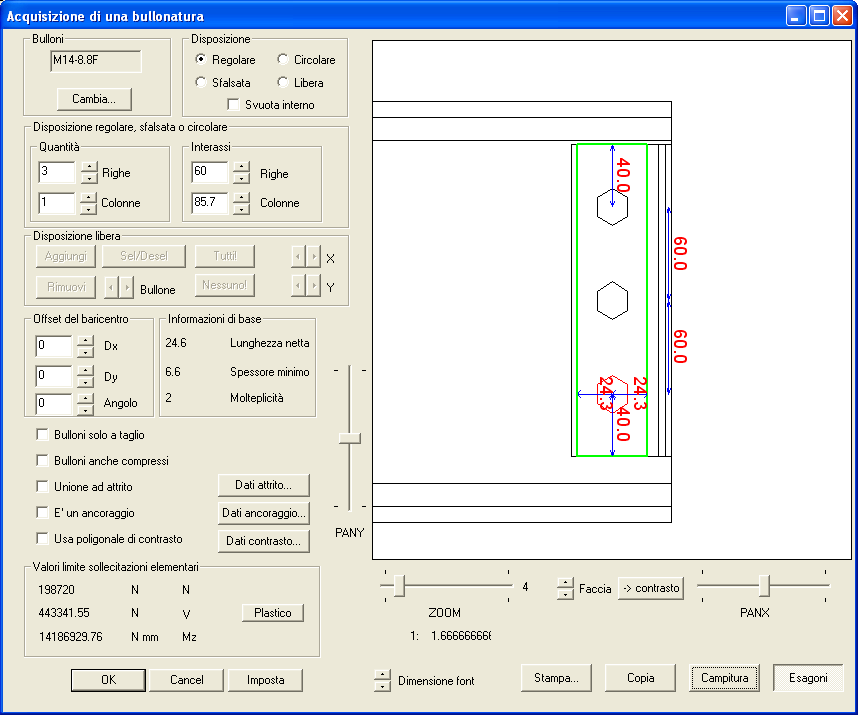 Acquisizione di una bullonatura
Bulloni
M14-8.8F
Cambia...
Disposizione
Regolare
Circolare
Sfalsata
Libera
Svuota interno
Disposizione regolare, sfalsata o circolare
Quantità
3 Righe
1 Colonne
Interassi
60 Righe
85.7 Colonne
Disposizione libera
Aggiungi
Sel/Desel
Tutti!
X
Rimuovi
Bullone
Nessuno!
Y
Offset del baricentro
0 Dx
0 Dy
0 Angolo
Informazioni di base
24.6 Lunghezza netta
6.6 Spessore minimo
2 Molteplicità
Bulloni solo a taglio
Bulloni anche compressi
Unione ad attrito
E' un ancoraggio
Usa poligonale di contrasto
Dati attrito...
Dati ancoraggio...
Dati contrasto...
PANY
Valori limite sollecitazioni elementari
198720 N N
443341.55 N V
14186929.76 N mm Mz
Plastico
OK
Cancel
Imposta
40.0
60.0
60.0
24.3
24.3
40.0
ZOOM
4
1: 1.66666666
Faccia
-> contrasto
PANX
Dimensione font
Stampa...
Copia
Campitura
Esagoni